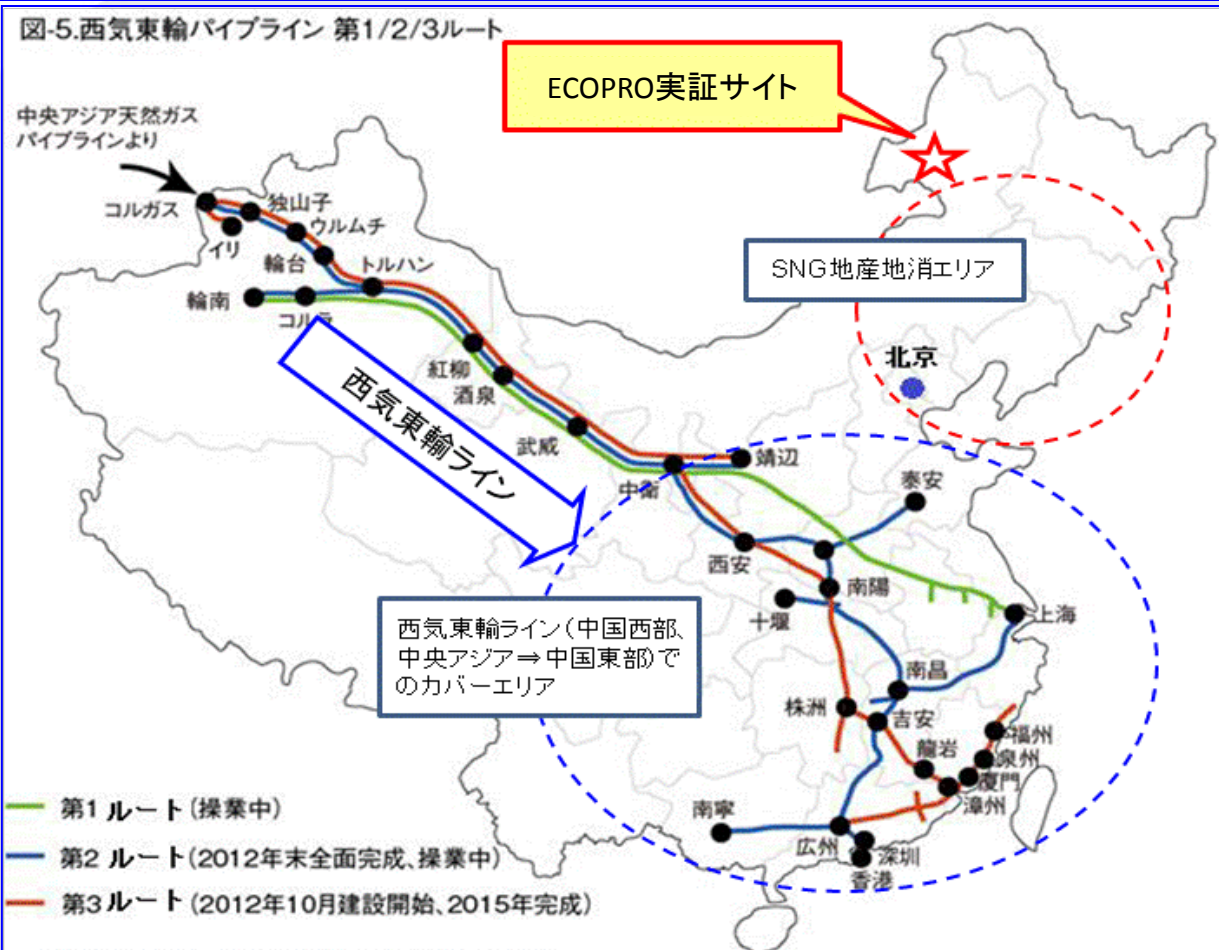 図-5.西気東輸パイプライン 第1/2/3ルート
ECOPRO実証サイト
中央アジア天然ガス
パイプラインより
コルガス
独山子
イリ
ウルムチ
輪台
トルハン
輪南
コルラ
SNG地産地消エリア
北京
紅柳
酒泉
西気東輸ライン
武威
中衛
靖辺
泰安
西安
南陽
十堰
上海
西気東輸ライン(中国西部、
中央アジア⇒中国東部)で
のカバーエリア
南昌
株洲
吉安
福州
龍岩
泉州
厦門
漳州
南寧
広州
深圳
香港
第1 ルート (操業中)
第2 ルート (2012年末全面完成、操業中)
第3 ルート (2012年10月建設開始、2015年完成)